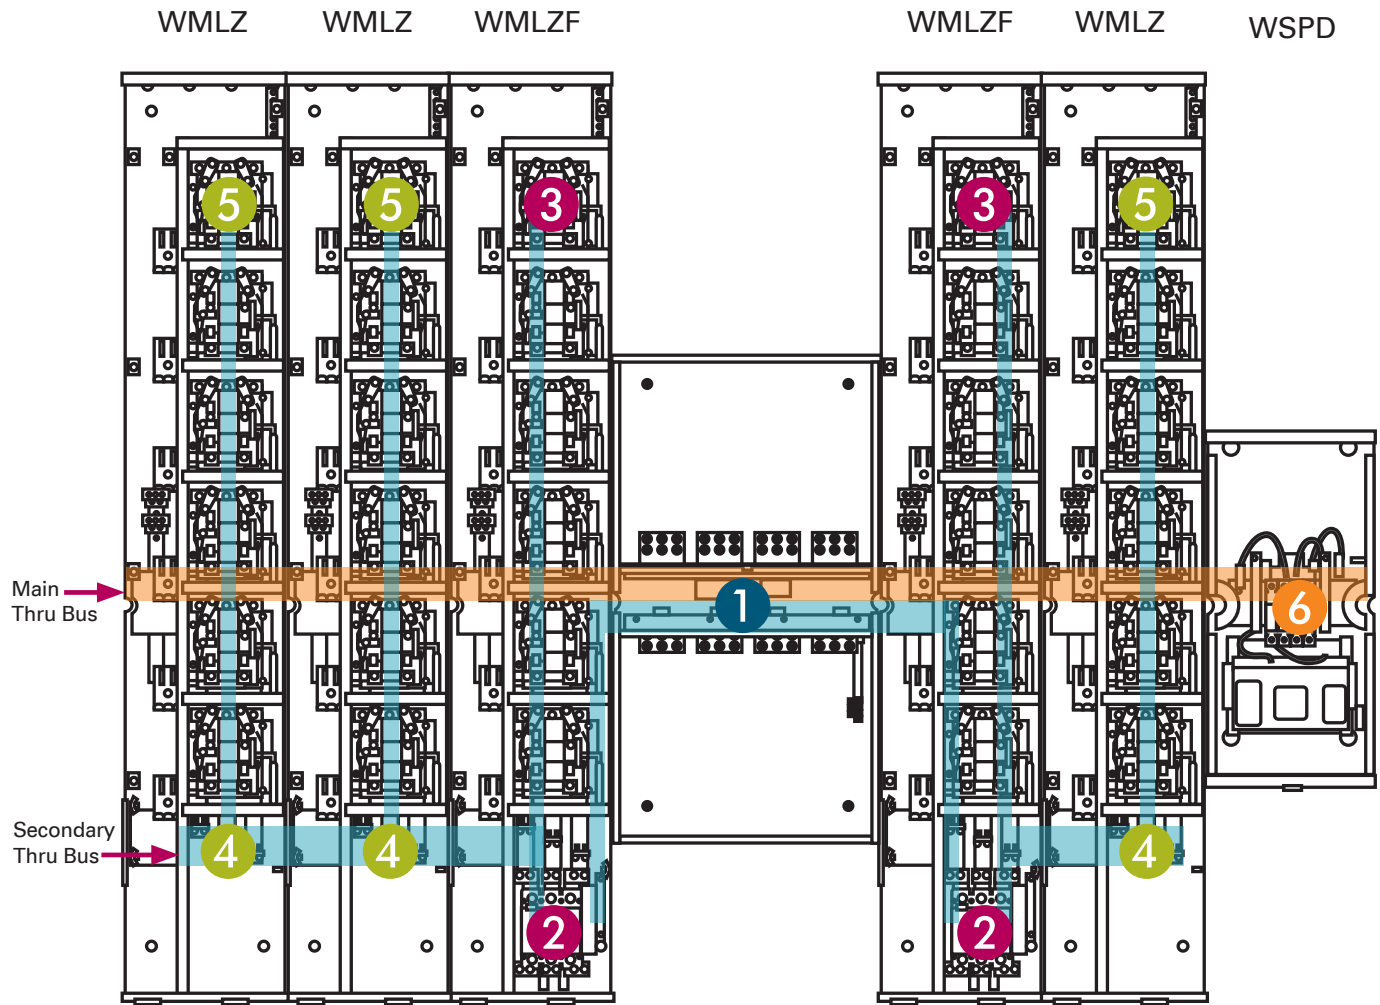 WMLZ WMLZ WMLZF WMLZF WMLZ WSPD
5 5 3 3 5
Main
Thru Bus
1 6
Secondary
Thru Bus
4 4 4
2 2